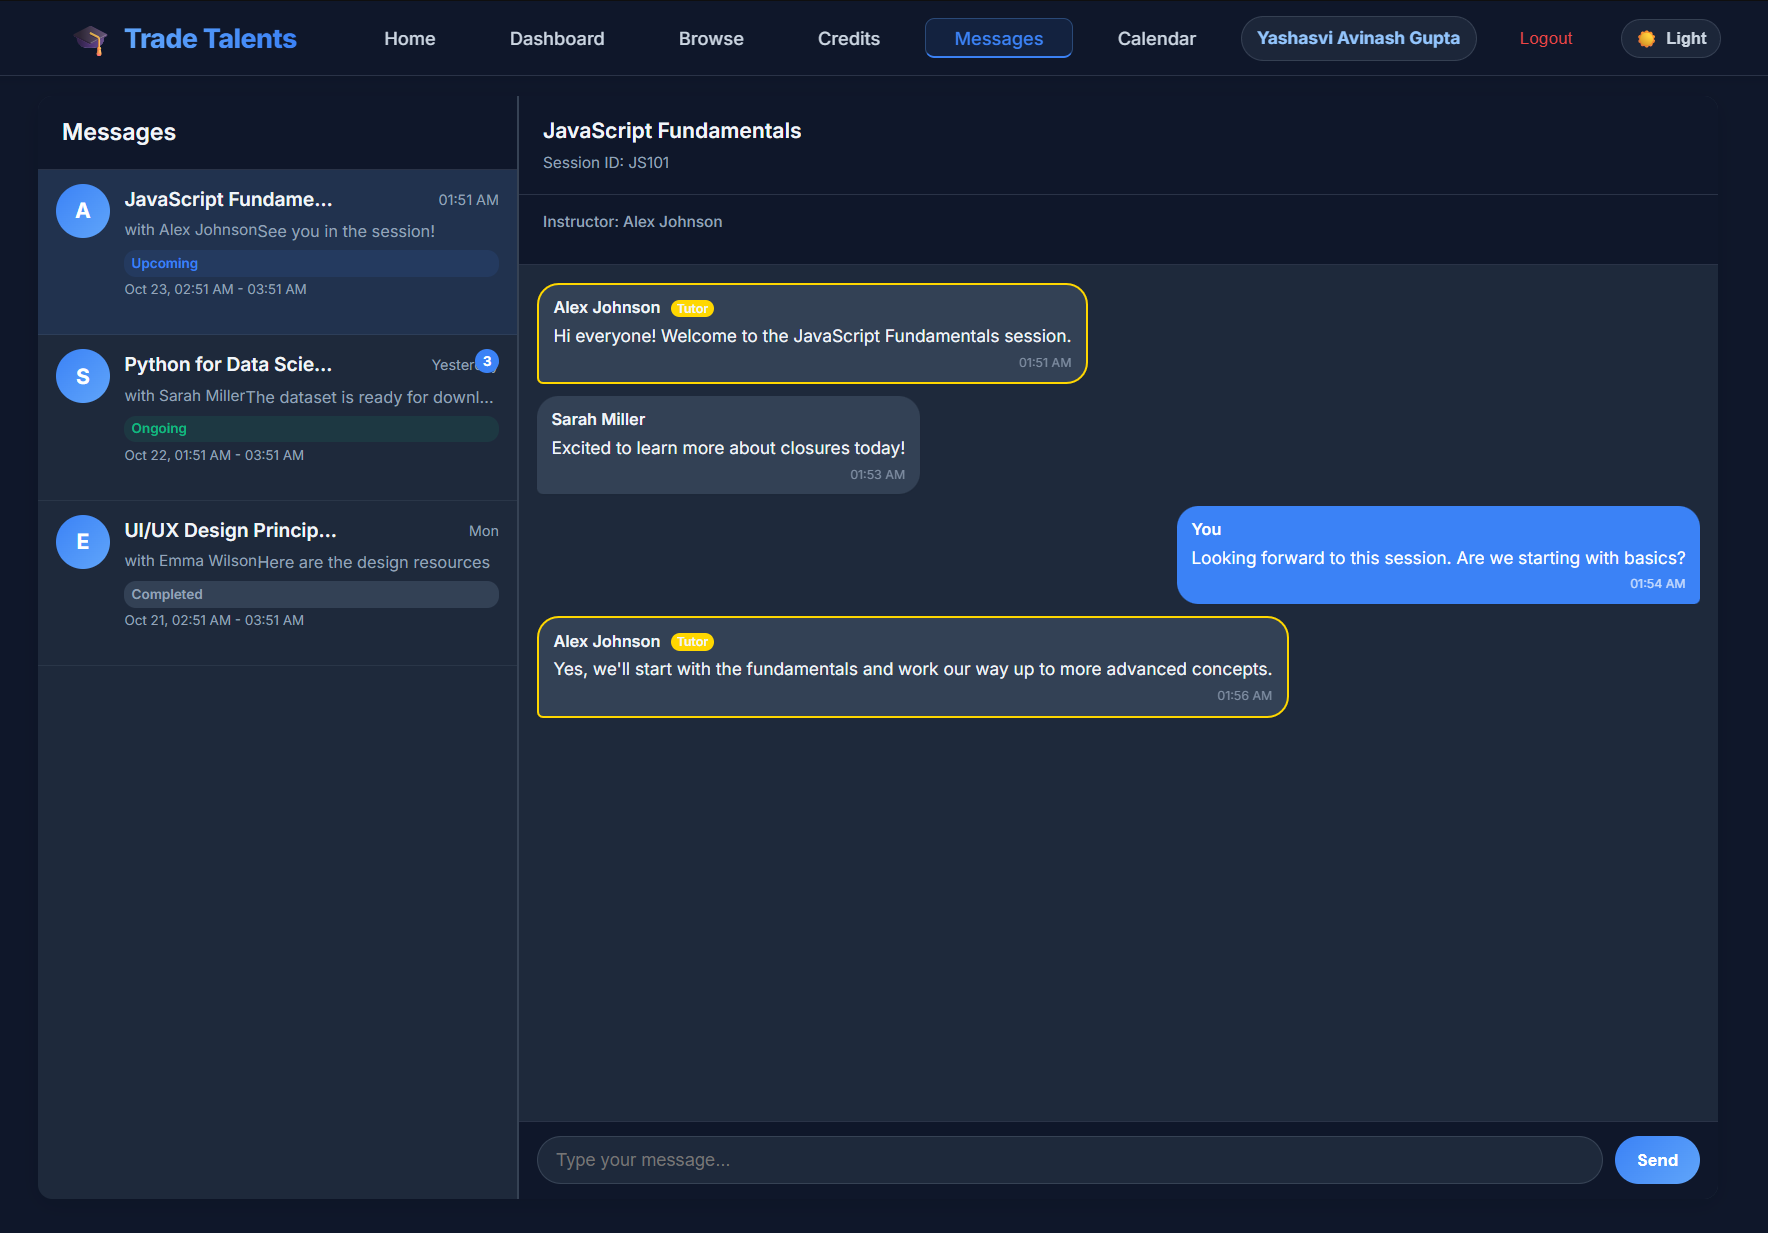 Trade Talents
Home
Dashboard
Browse
Credits
Messages
Calendar
Yashasvi Avinash Gupta
Logout
Light
Messages
A
JavaScript Fundame...
01:51 AM
with Alex JohnsonSee you in the session!
Upcoming
Oct 23, 02:51 AM - 03:51 AM
S
Python for Data Scie...
3
with Sarah MillerThe dataset is ready for downl...
Ongoing
Oct 22, 01:51 AM - 03:51 AM
E
UI/UX Design Princip...
Mon
with Emma WilsonHere are the design resources
Completed
Oct 21, 02:51 AM - 03:51 AM
JavaScript Fundamentals
Session ID: JS101
Instructor: Alex Johnson
Alex Johnson Tutor
Hi everyone! Welcome to the JavaScript Fundamentals session.
01:51 AM
Sarah Miller
Excited to learn more about closures today!
01:53 AM
You
Looking forward to this session. Are we starting with basics?
01:54 AM
Alex Johnson Tutor
Yes, we'll start with the fundamentals and work our way up to more advanced concepts.
01:56 AM
Type your message...
Send